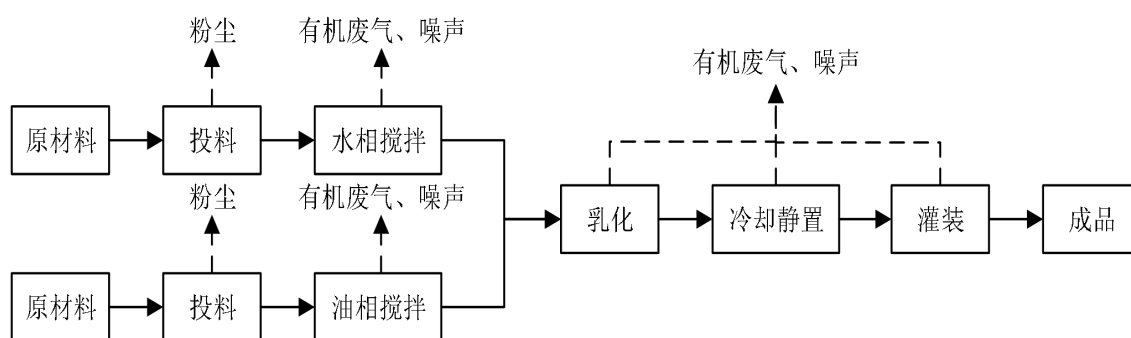 粉尘
有机废气、噪声
有机废气、噪声
原材料
投料
水相搅拌
粉尘
有机废气、噪声
乳化
冷却静置
灌装
成品
原材料
投料
油相搅拌